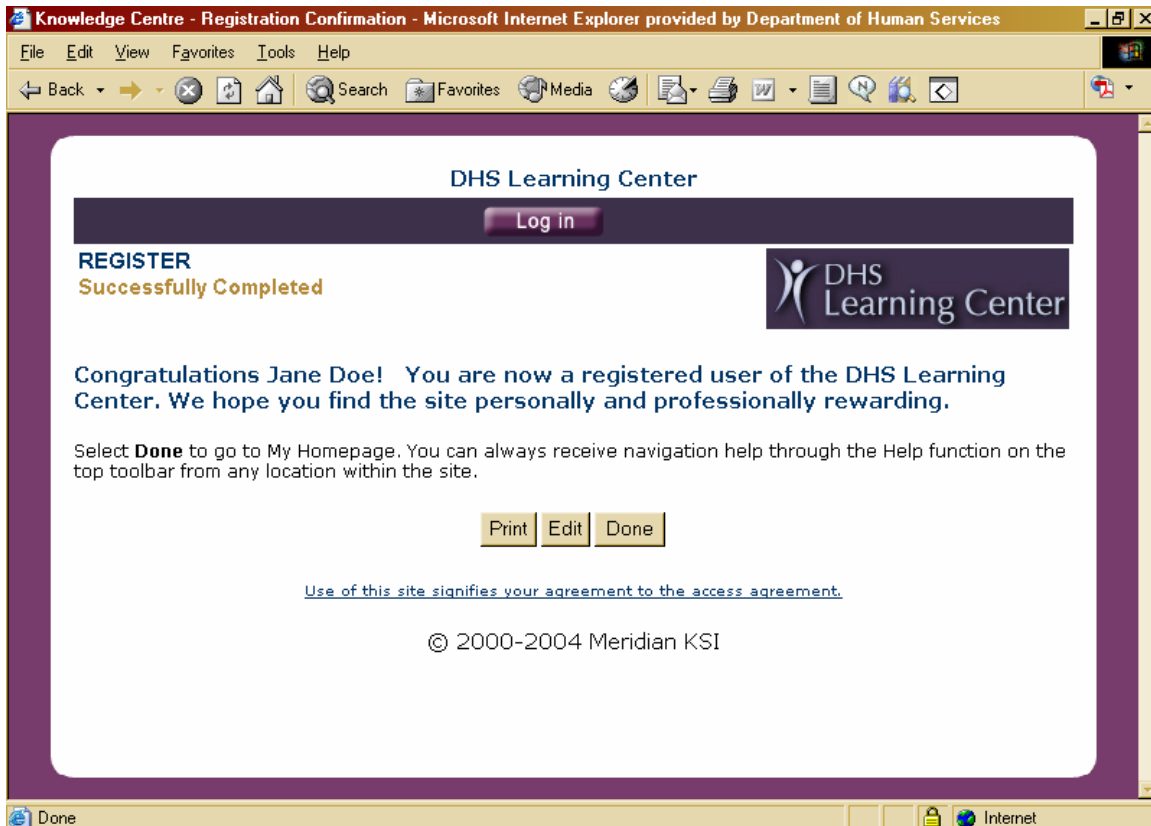 Knowledge Centre - Registration Confirmation - Microsoft Internet Explorer provided by Department of Human Services
File Edit View Favorites Tools Help
Back Search Favorites Media
DHS Learning Center
Log in
REGISTER
Successfully Completed
DHS
Learning Center
Congratulations Jane Doe! You are now a registered user of the DHS Learning
Center. We hope you find the site personally and professionally rewarding.
Select Done to go to My Homepage. You can always receive navigation help through the Help function on the
top toolbar from any location within the site.
Print Edit Done
Use of this site signifies your agreement to the access agreement.
© 2000-2004 Meridian KSI
Done Internet